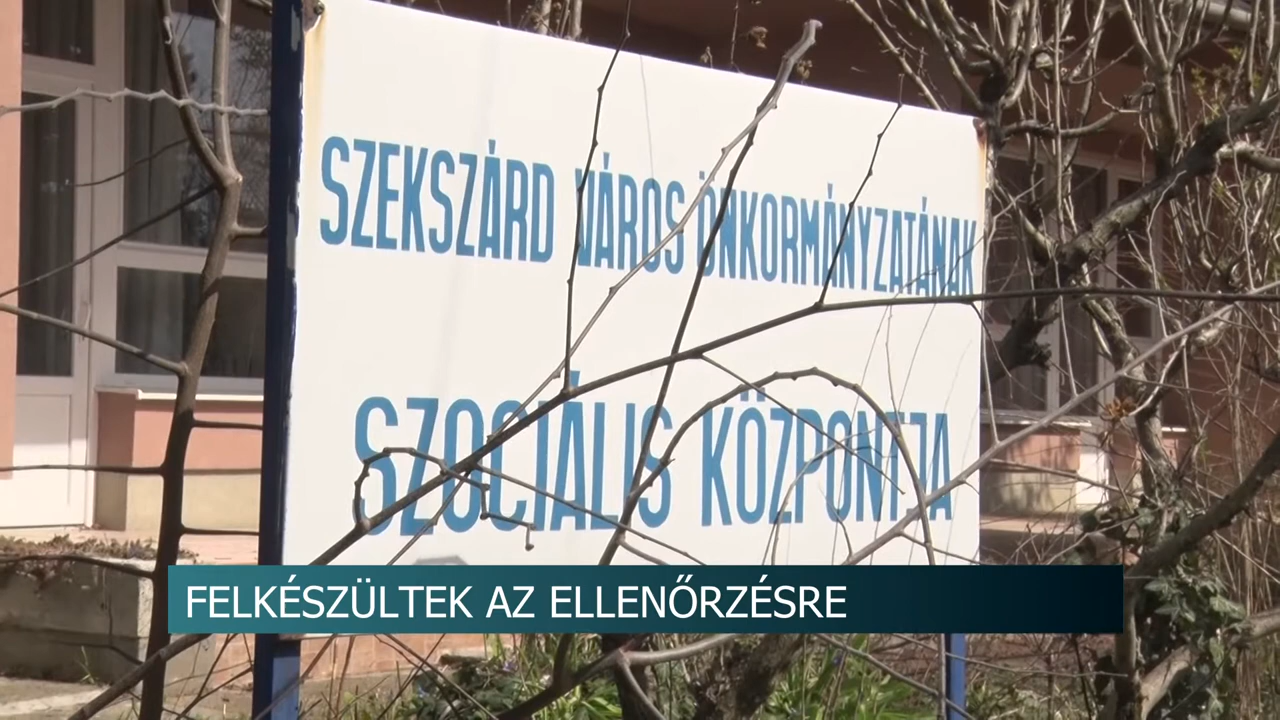 SZEKSZÁRD VÁROS ÖNKORMÁNYZATÁNAK
SZOCIÁLIS KÖZPONTJA
FELKÉSZÜLTEK AZ ELLENŐRZÉSRE